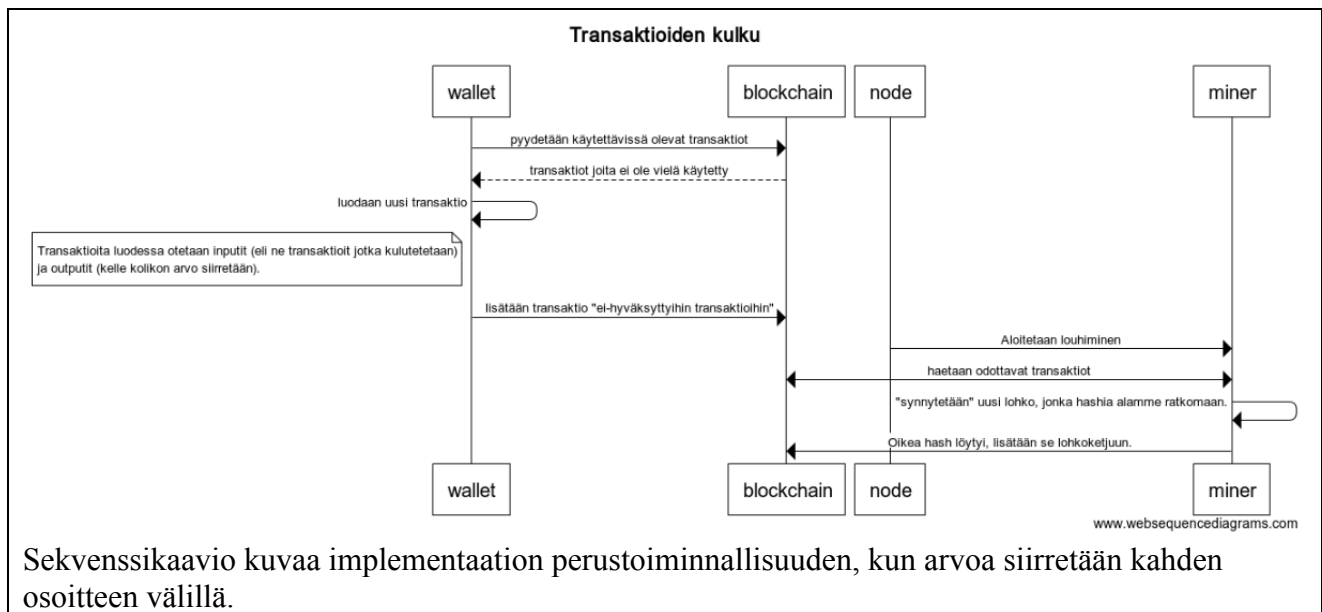 Transaktioiden kulku
wallet
blockchain
node
miner
pyydetään käytettävissä olevat transaktiot
transaktiot joita ei ole vielä käytetty
luodaan uusi transaktio
Transaktioita luodessa otetaan inputit (eli ne transaktioit jotka kulutetetaan)
ja outputit (kelle kolikon arvo siirretään).
lisätään transaktio "ei-hyväksyttyihin transaktioihin"
Aloitetaan louhiminen
haetaan odottavat transaktiot
"synnytetään" uusi lohko, jonka hashia alamme ratkomaan.
Oikea hash löytyi, lisätään se lohkoketjuun.
wallet
blockchain
node
miner
www.websequencediagrams.com
Sekvenssikaavio kuvaa implementaation perustoiminnallisuuden, kun arvoa siirretään kahden
osoitteen välillä.